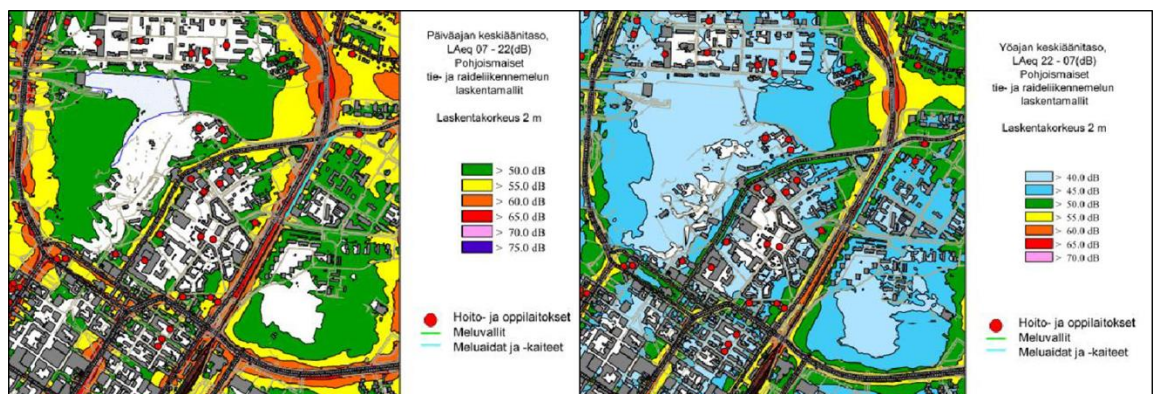 Päiväajan keskiäänitaso,
LAeq 07 - 22(dB)
Pohjoismaiset
tie- ja raideliikennemelun
laskentamallit
Laskentakorkeus 2 m
> 50.0 dB
> 55.0 dB
> 60.0 dB
> 65.0 dB
> 70.0 dB
> 75.0 dB
Hoito- ja oppilaitokset
Meluvallit
Meluaidat ja -kaiteet
Yöajan keskiäänitaso,
LAeq 22 - 07(dB)
Pohjoismaiset
tie- ja raideliikennemelun
laskentamallit
Laskentakorkeus 2 m
> 40.0 dB
> 45.0 dB
> 50.0 dB
> 55.0 dB
> 60.0 dB
> 65.0 dB
> 70.0 dB
Hoito- ja oppilaitokset
Meluvallit
Meluaidat ja -kaiteet